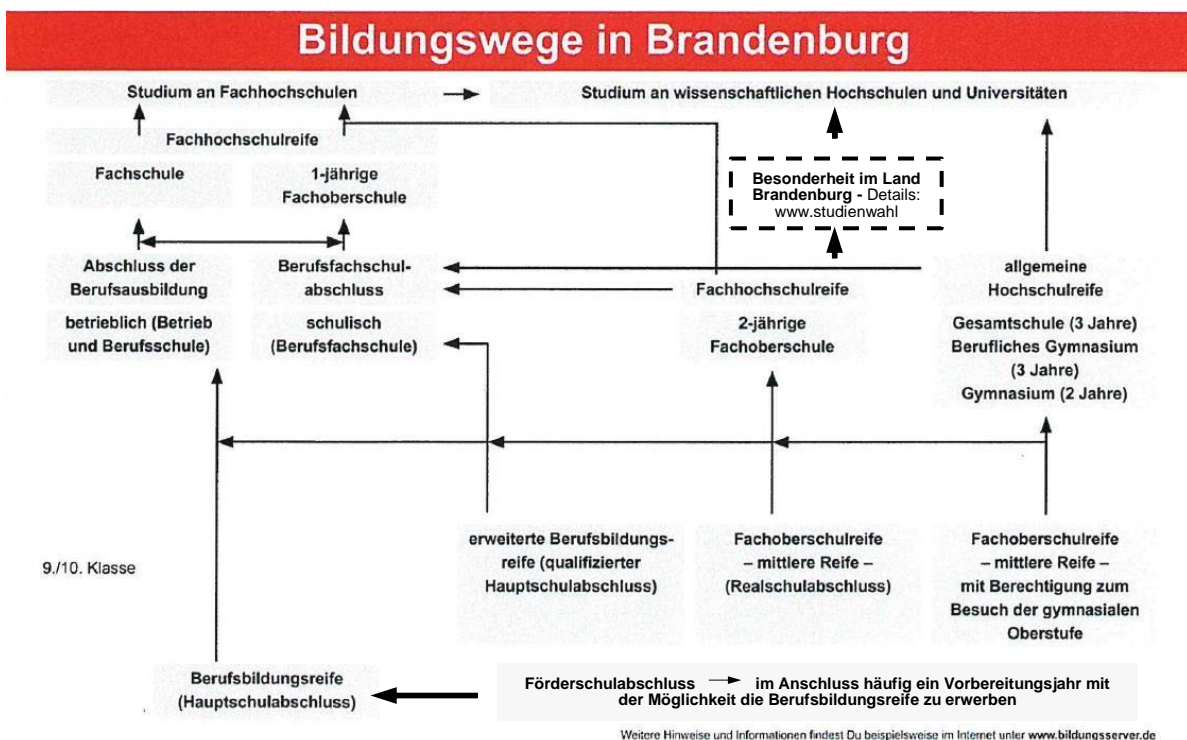 Bildungswege in Brandenburg
Studium an Fachhochschulen
Studium an wissenschaftlichen Hochschulen und Universitäten
Fachhochschulreife
Fachschule
1-jährige
Fachoberschule
Besonderheit im Land
Brandenburg - Details:
www.studienwahl
Abschluss der
Berufsausbildung
betrieblich (Betrieb
und Berufsschule)
Berufsfachschul-
abschluss
schulisch
(Berufsfachschule)
Fachhochschulreife
2-jährige
Fachoberschule
allgemeine
Hochschulreife
Gesamtschule (3 Jahre)
Berufliches Gymnasium
(3 Jahre)
Gymnasium (2 Jahre)
9./10. Klasse
erweiterte Berufsbildungs-
reife (qualifizierter
Hauptschulabschluss)
Fachoberschulreife
– mittlere Reife –
(Realschulabschluss)
Fachoberschulreife
– mittlere Reife –
mit Berechtigung zum
Besuch der gymnasialen
Oberstufe
Berufsbildungsreife
(Hauptschulabschluss)
Förderschulabschluss → im Anschluss häufig ein Vorbereitungsjahr mit
der Möglichkeit die Berufsbildungsreife zu erwerben
Weitere Hinweise und Informationen findest Du beispielsweise im Internet unter www.bildungsserver.de